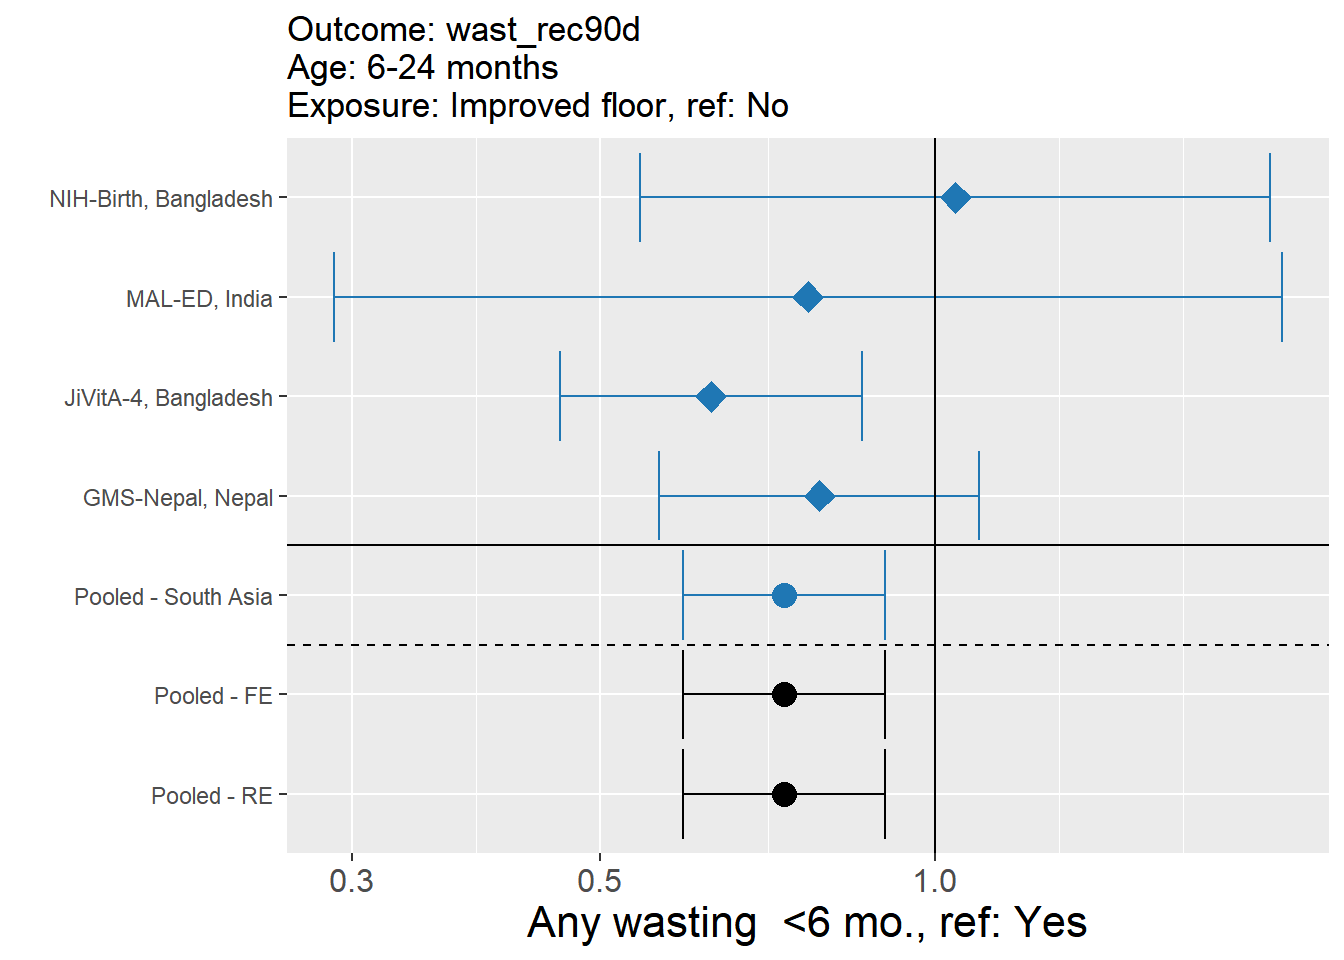 Outcome: wast_rec90d
Age: 6-24 months
Exposure: Improved floor, ref: No
NIH-Birth, Bangladesh
MAL-ED, India
JiVitA-4, Bangladesh
GMS-Nepal, Nepal
Pooled - South Asia
Pooled - FE
Pooled - RE
0.3 0.5 1.0
Any wasting  <6 mo., ref: Yes